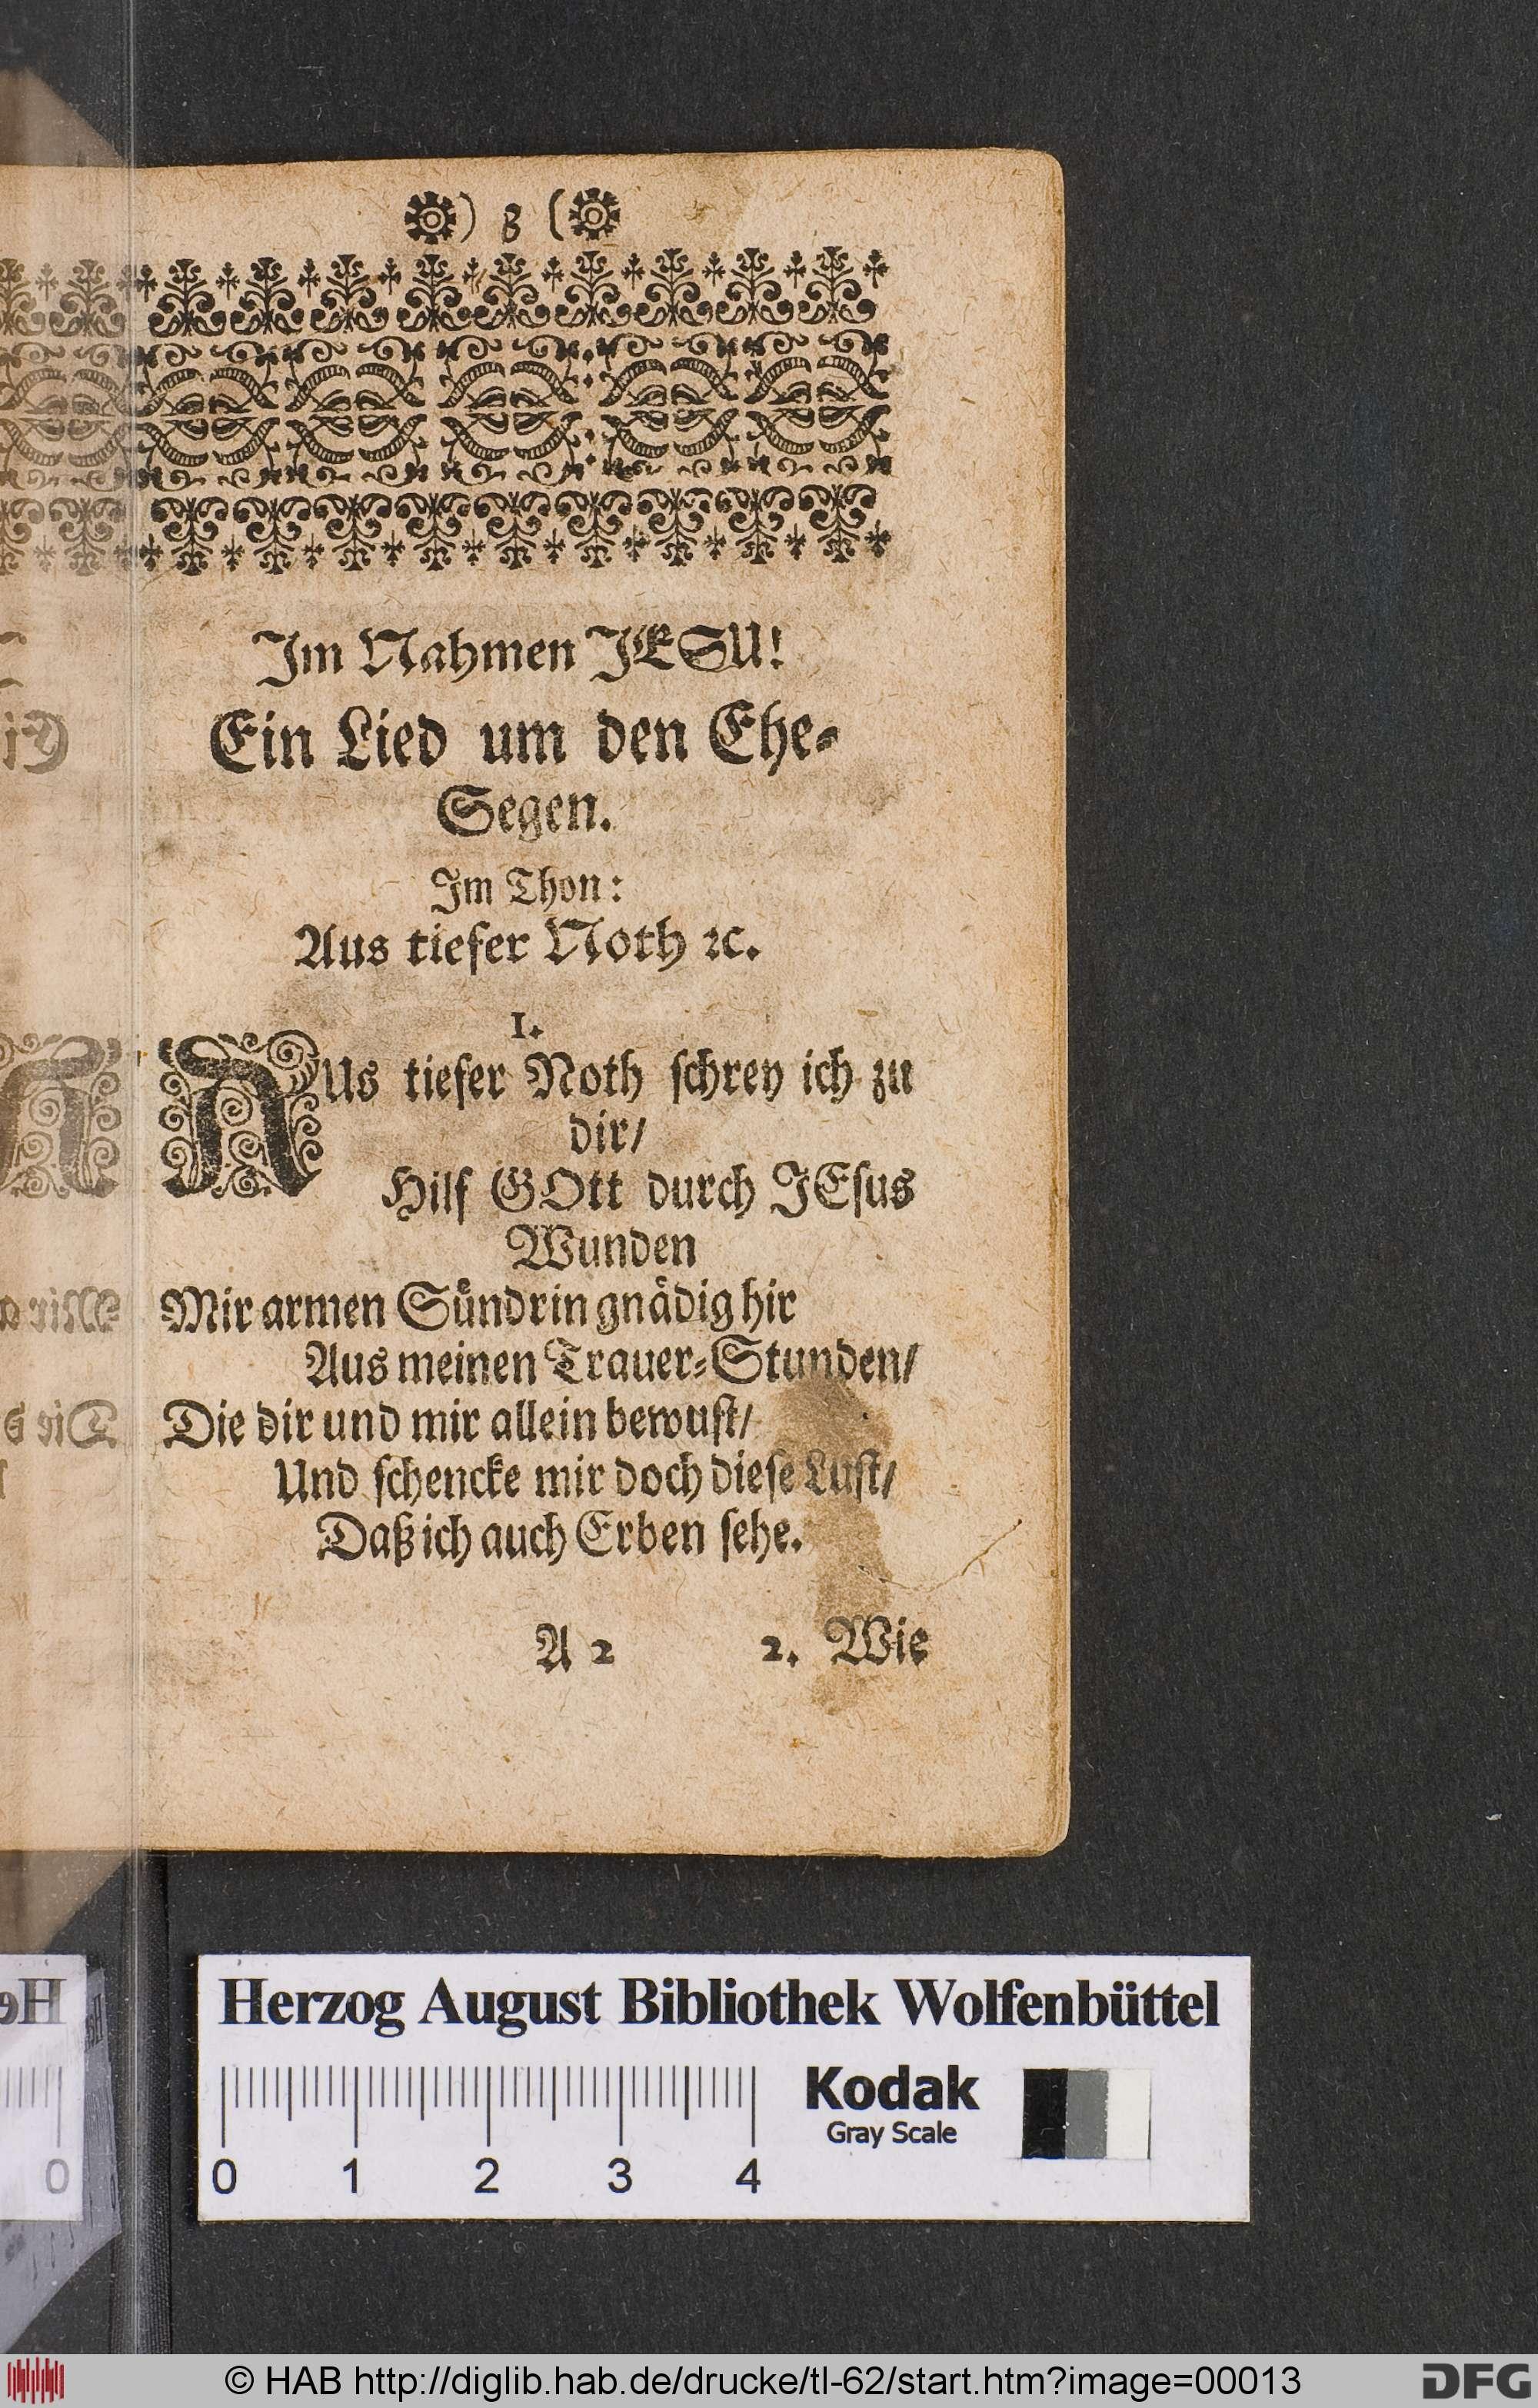 ) 3 (
Im Nahmen JESU!
Ein Lied um den Ehe-
Segen.
Im Thon:
Aus tiefer Noth ꝛc.
1.
AUs tiefer Noth schrey ich zu
dir/
Hilf GOtt durch JEsus
Wunden
Mir armen Sündrin gnädig hir
Aus meinen Trauer-Stunden/
Die dir und mir allein bewust/
Und schencke mir doch diese Lust/
Daß ich auch Erben sehe.
A 2 2. Wie
Herzog August Bibliothek Wolfenbüttel
0 1 2 3 4
Kodak
Gray Scale
© HAB http://diglib.hab.de/drucke/tl-62/start.htm?image=00013
DFG